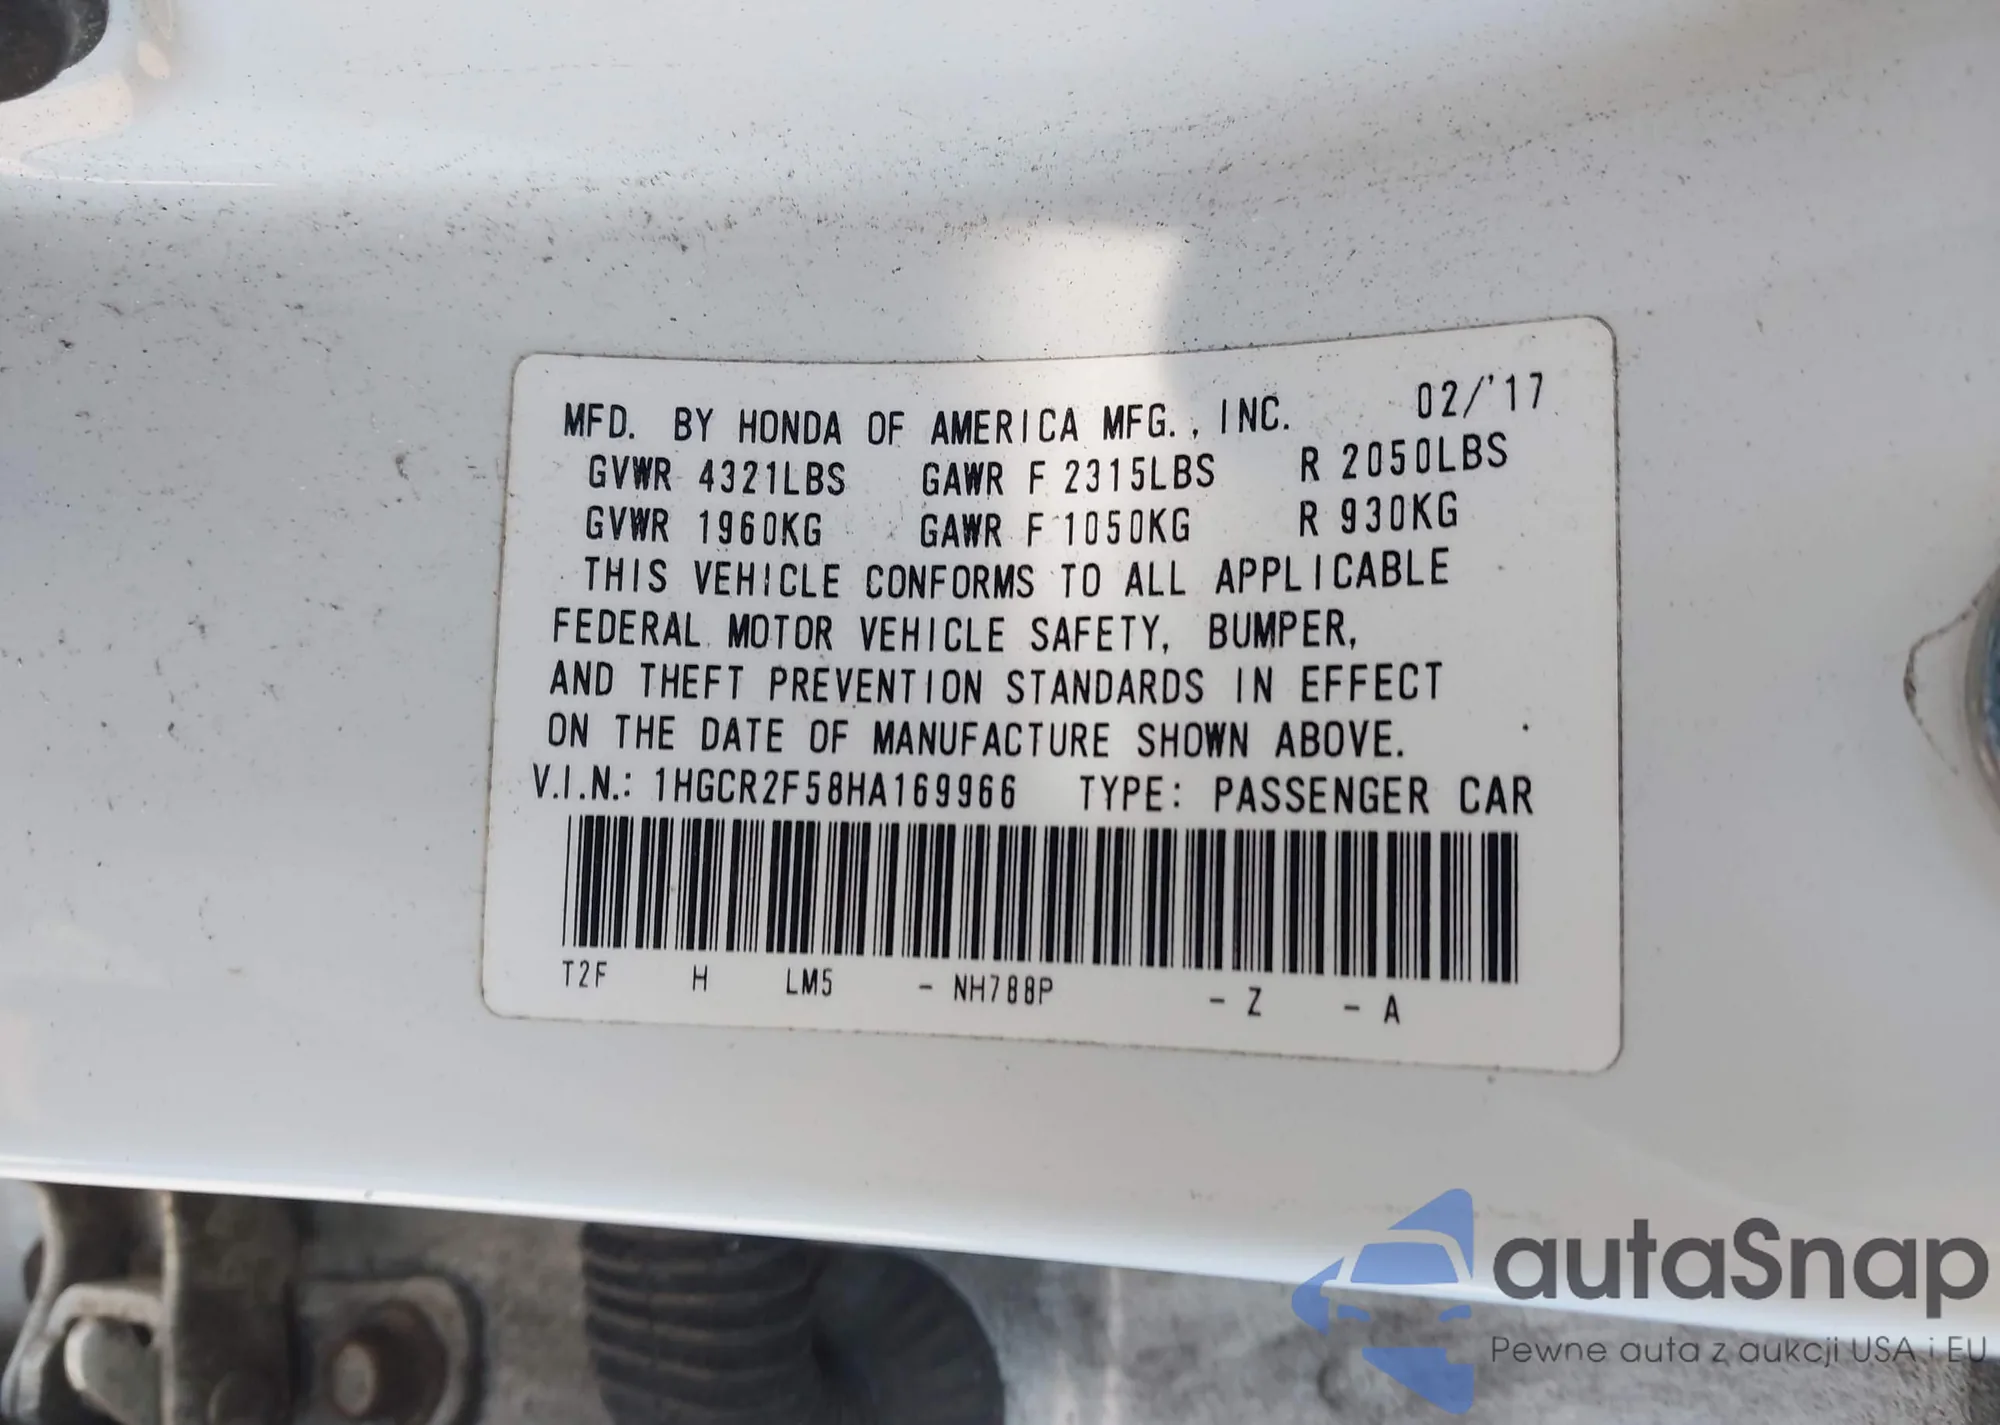 MFD. BY HONDA OF AMERICA MFG., INC. 02/'17
GVWR 4321LBS GAWR F 2315LBS R 2050LBS
GVWR 1960KG GAWR F 1050KG R 930KG
THIS VEHICLE CONFORMS TO ALL APPLICABLE
FEDERAL MOTOR VEHICLE SAFETY, BUMPER,
AND THEFT PREVENTION STANDARDS IN EFFECT
ON THE DATE OF MANUFACTURE SHOWN ABOVE.
V.I.N.: 1HGCR2F58HA169966 TYPE: PASSENGER CAR
T2F H LM5 - NH788P - Z - A
autaSnap
Pewne auta z aukcji USA i EU